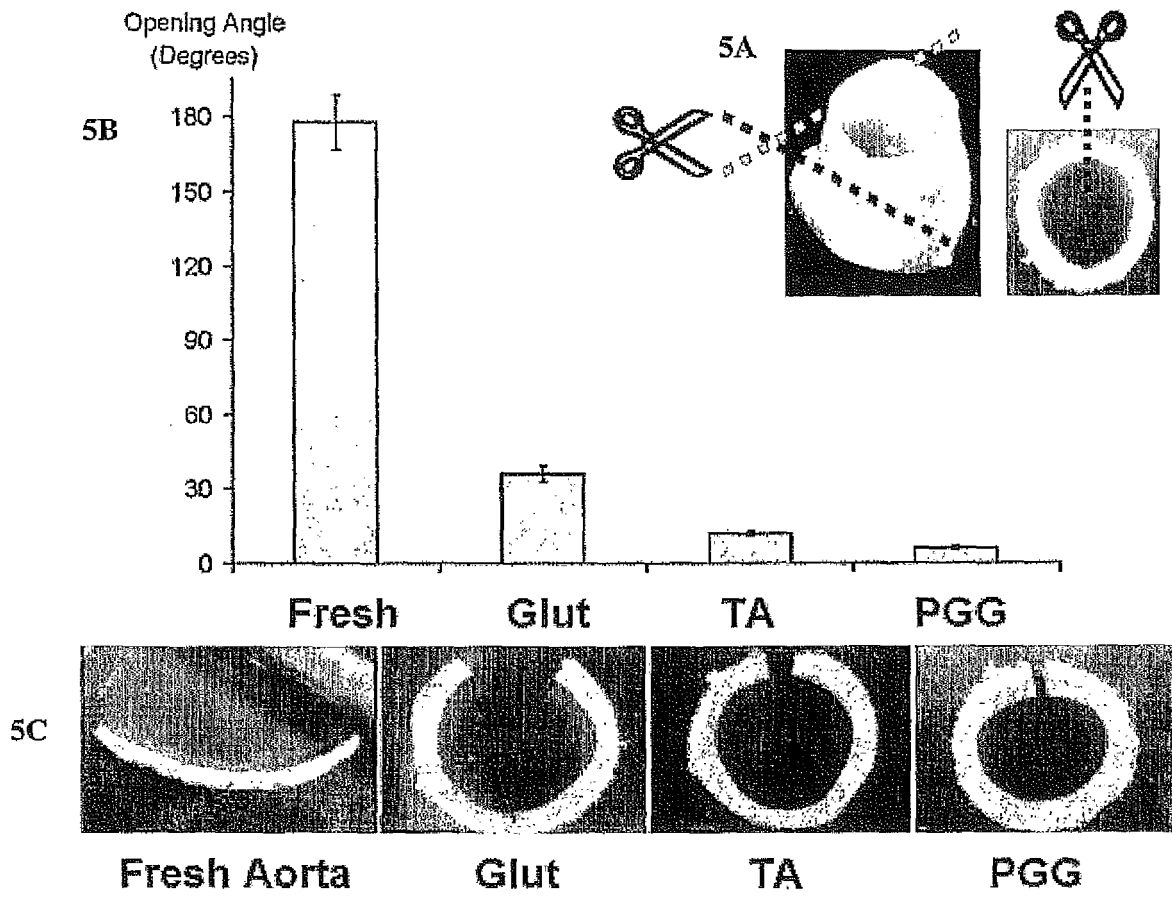 Opening Angle
(Degrees)
5A
5B
180
150
120
90
60
30
0
Fresh Glut TA PGG
5C
Fresh Aorta Glut TA PGG